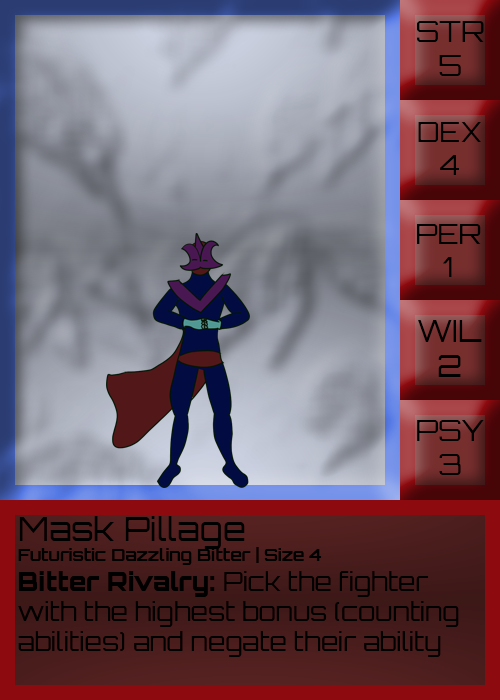 STR
5
DEX
4
PER
1
WIL
2
PSY
3
Mask Pillage
Futuristic Dazzling Bitter | Size 4
Bitter Rivalry: Pick the fighter
with the highest bonus (counting
abilities) and negate their ability